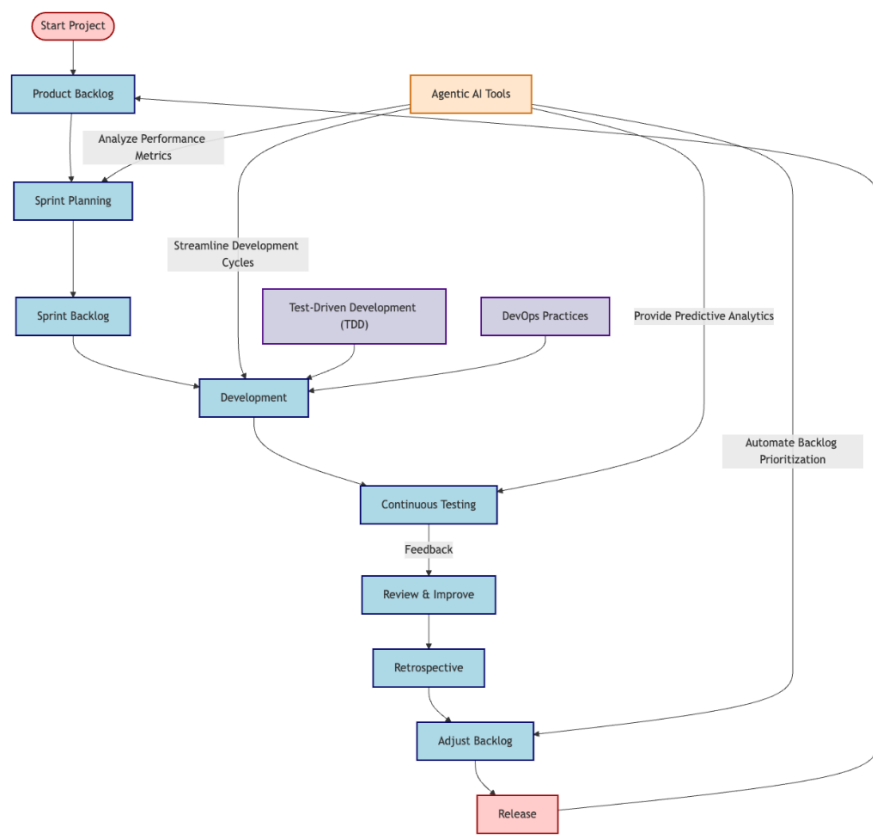 Start Project
Product Backlog
Agentic AI Tools
Analyze Performance
Metrics
Sprint Planning
Streamline Development
Cycles
Sprint Backlog
Test-Driven Development
(TDD)
DevOps Practices
Provide Predictive Analytics
Development
Automate Backlog
Prioritization
Continuous Testing
Feedback
Review & Improve
Retrospective
Adjust Backlog
Release